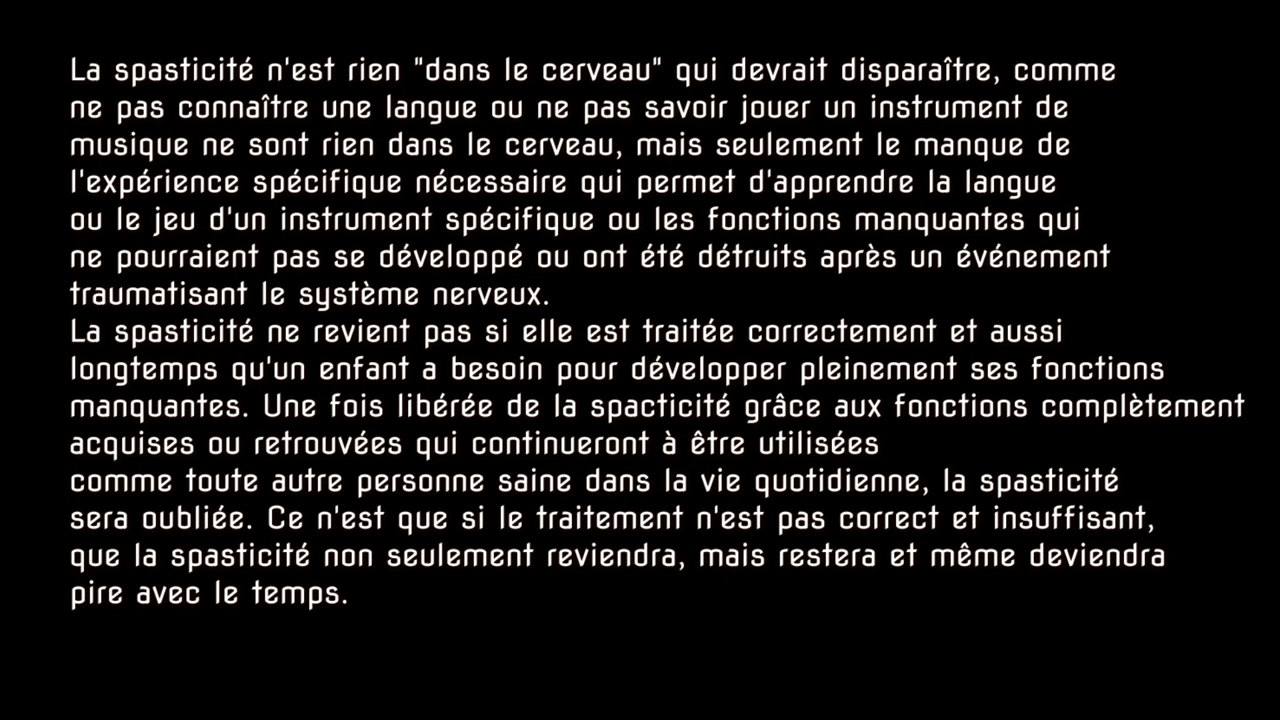 La spasticité n'est rien "dans le cerveau" qui devrait disparaître, comme
ne pas connaître une langue ou ne pas savoir jouer un instrument de
musique ne sont rien dans le cerveau, mais seulement le manque de
l'expérience spécifique nécessaire qui permet d'apprendre la langue
ou le jeu d'un instrument spécifique ou les fonctions manquantes qui
ne pourraient pas se développé ou ont été détruits après un événement
traumatisant le système nerveux.
La spasticité ne revient pas si elle est traitée correctement et aussi
longtemps qu'un enfant a besoin pour développer pleinement ses fonctions
manquantes. Une fois libérée de la spacticité grâce aux fonctions complètement
acquises ou retrouvées qui continueront à être utilisées
comme toute autre personne saine dans la vie quotidienne, la spasticité
sera oubliée. Ce n'est que si le traitement n'est pas correct et insuffisant,
que la spasticité non seulement reviendra, mais restera et même deviendra
pire avec le temps.